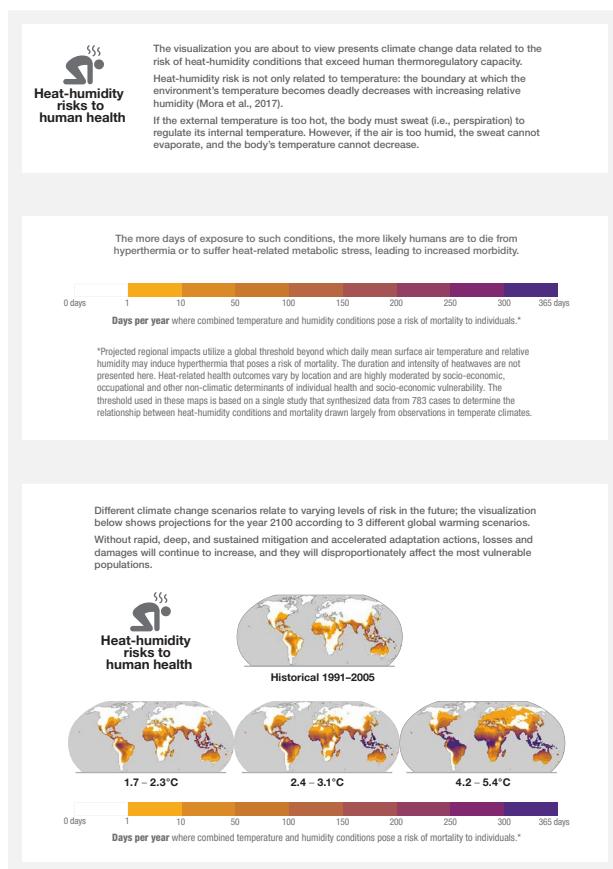 Heat-humidity
risks to
human health
The visualization you are about to view presents climate change data related to the
risk of heat-humidity conditions that exceed human thermoregulatory capacity.
Heat-humidity risk is not only related to temperature: the boundary at which the
environment's temperature becomes deadly decreases with increasing relative
humidity (Mora et al., 2017).
If the external temperature is too hot, the body must sweat (i.e., perspiration) to
regulate its internal temperature. However, if the air is too humid, the sweat cannot
evaporate, and the body's temperature cannot decrease.
The more days of exposure to such conditions, the more likely humans are to die from
hyperthermia or to suffer heat-related metabolic stress, leading to increased morbidity.
0 days 1 10 50 100 150 200 250 300 365 days
Days per year where combined temperature and humidity conditions pose a risk of mortality to individuals.*
*Projected regional impacts utilize a global threshold beyond which daily mean surface air temperature and relative
humidity may induce hyperthermia that poses a risk of mortality. The duration and intensity of heatwaves are not
presented here. Heat-related health outcomes vary by location and are highly moderated by socio-economic,
occupational and other non-climatic determinants of individual health and socio-economic vulnerability. The
threshold used in these maps is based on a single study that synthesized data from 783 cases to determine the
relationship between heat-humidity conditions and mortality drawn largely from observations in temperate climates.
Different climate change scenarios relate to varying levels of risk in the future; the visualization
below shows projections for the year 2100 according to 3 different global warming scenarios.
Without rapid, deep, and sustained mitigation and accelerated adaptation actions, losses and
damages will continue to increase, and they will disproportionately affect the most vulnerable
populations.
Heat-humidity
risks to
human health
Historical 1991–2005
1.7 – 2.3°C 2.4 – 3.1°C 4.2 – 5.4°C
0 days 1 10 50 100 150 200 250 300 365 days
Days per year where combined temperature and humidity conditions pose a risk of mortality to individuals.*